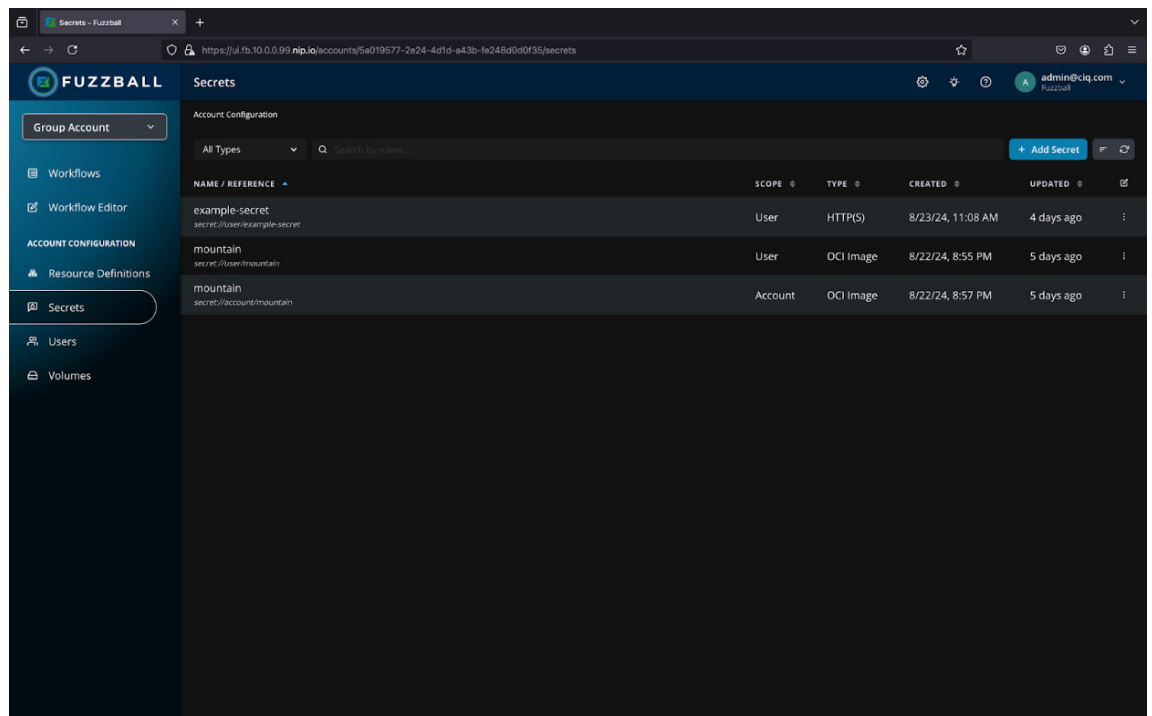 Secrets - Fuzzball
https://ui.fb.10.0.0.99.nip.io/accounts/5a019577-2e24-4d1d-a43b-fe248d0d0f35/secrets
FUZZBALL
Secrets
A
admin@ciq.com
Fuzzball
Group Account
Workflows
Workflow Editor
ACCOUNT CONFIGURATION
Resource Definitions
Secrets
Users
Volumes
Account Configuration
All Types
Search by name...
+ Add Secret
NAME / REFERENCE SCOPE TYPE CREATED UPDATED
example-secret
secret://user/example-secret
User HTTP(S) 8/23/24, 11:08 AM 4 days ago
mountain
secret://user/mountain
User OCI Image 8/22/24, 8:55 PM 5 days ago
mountain
secret://account/mountain
Account OCI Image 8/22/24, 8:57 PM 5 days ago